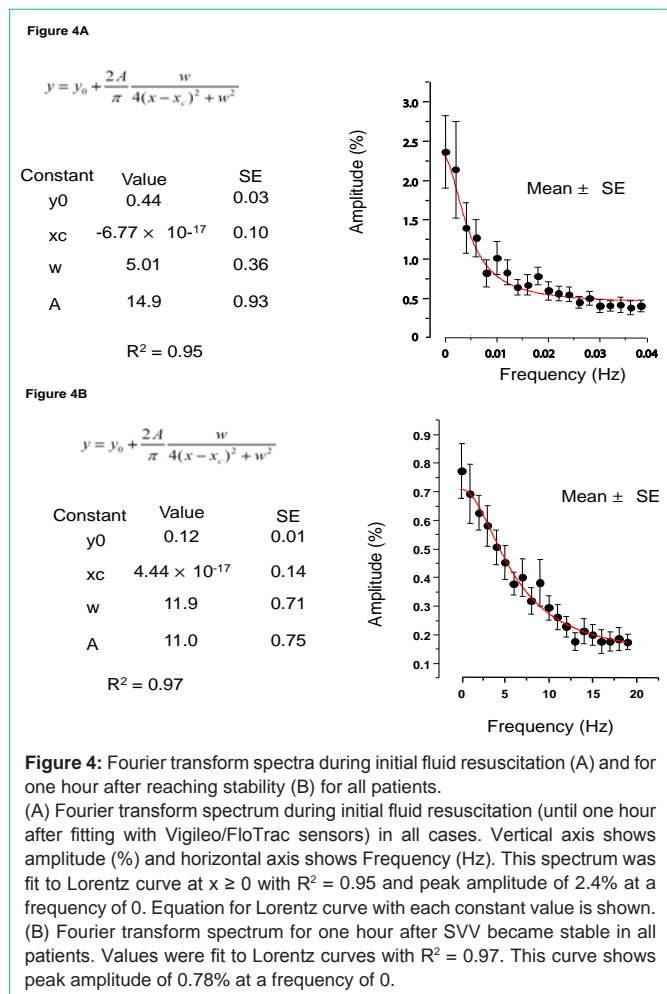 Figure 4A
y = y₀ + 2A/π w/(4(x−x_c)² + w²)
Constant Value SE
y0 0.44 0.03
xc -6.77 × 10⁻¹⁷ 0.10
w 5.01 0.36
A 14.9 0.93
R² = 0.95
Amplitude (%)
3.0
2.5
2.0
1.5
1.0
0.5
0
Mean ± SE
0 0.01 0.02 0.03 0.04
Frequency (Hz)
Figure 4B
y = y₀ + 2A/π w/(4(x−x_c)² + w²)
Constant Value SE
y0 0.12 0.01
xc 4.44 × 10⁻¹⁷ 0.14
w 11.9 0.71
A 11.0 0.75
R² = 0.97
Amplitude (%)
0.9
0.8
0.7
0.6
0.5
0.4
0.3
0.2
0.1
Mean ± SE
0 5 10 15 20
Frequency (Hz)
Figure 4: Fourier transform spectra during initial fluid resuscitation (A) and for
one hour after reaching stability (B) for all patients.
(A) Fourier transform spectrum during initial fluid resuscitation (until one hour
after fitting with Vigileo/FloTrac sensors) in all cases. Vertical axis shows
amplitude (%) and horizontal axis shows Frequency (Hz). This spectrum was
fit to Lorentz curve at x ≥ 0 with R² = 0.95 and peak amplitude of 2.4% at a
frequency of 0. Equation for Lorentz curve with each constant value is shown.
(B) Fourier transform spectrum for one hour after SVV became stable in all
patients. Values were fit to Lorentz curves with R² = 0.97. This curve shows
peak amplitude of 0.78% at a frequency of 0.